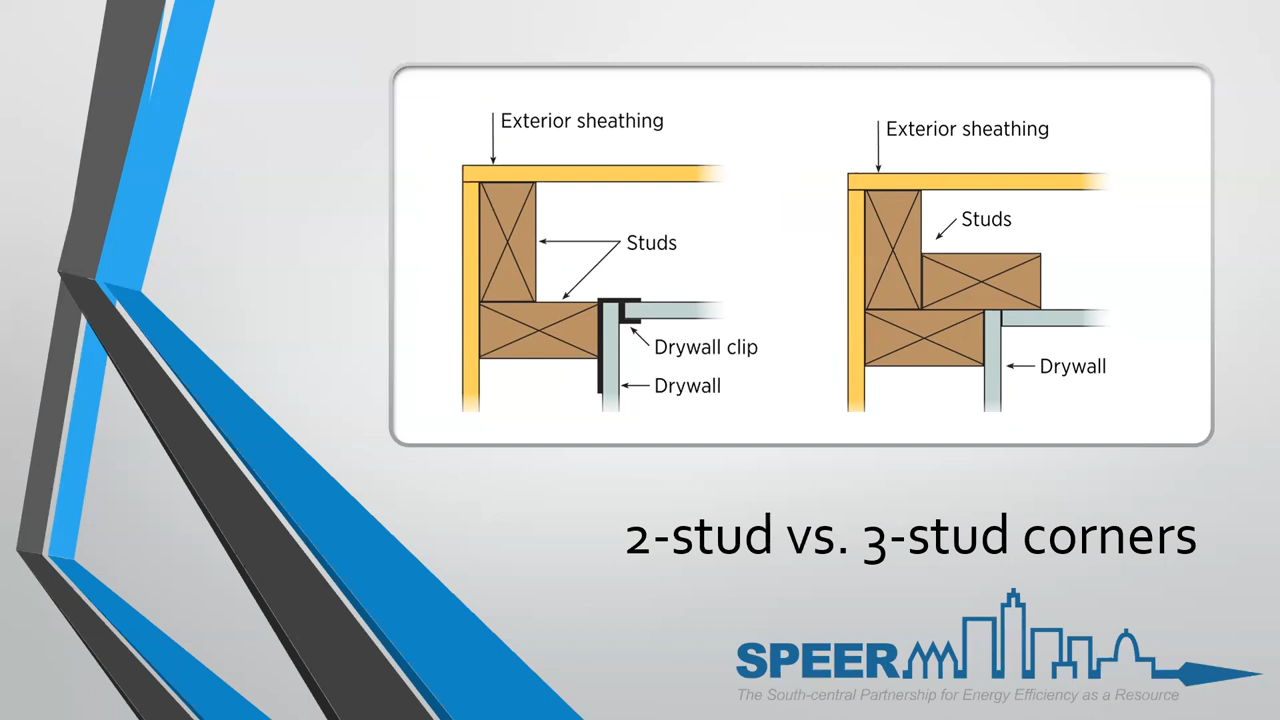 Exterior sheathing
Studs
Drywall clip
Drywall
Exterior sheathing
Studs
Drywall
2-stud vs. 3-stud corners
SPEER
The South-central Partnership for Energy Efficiency as a Resource